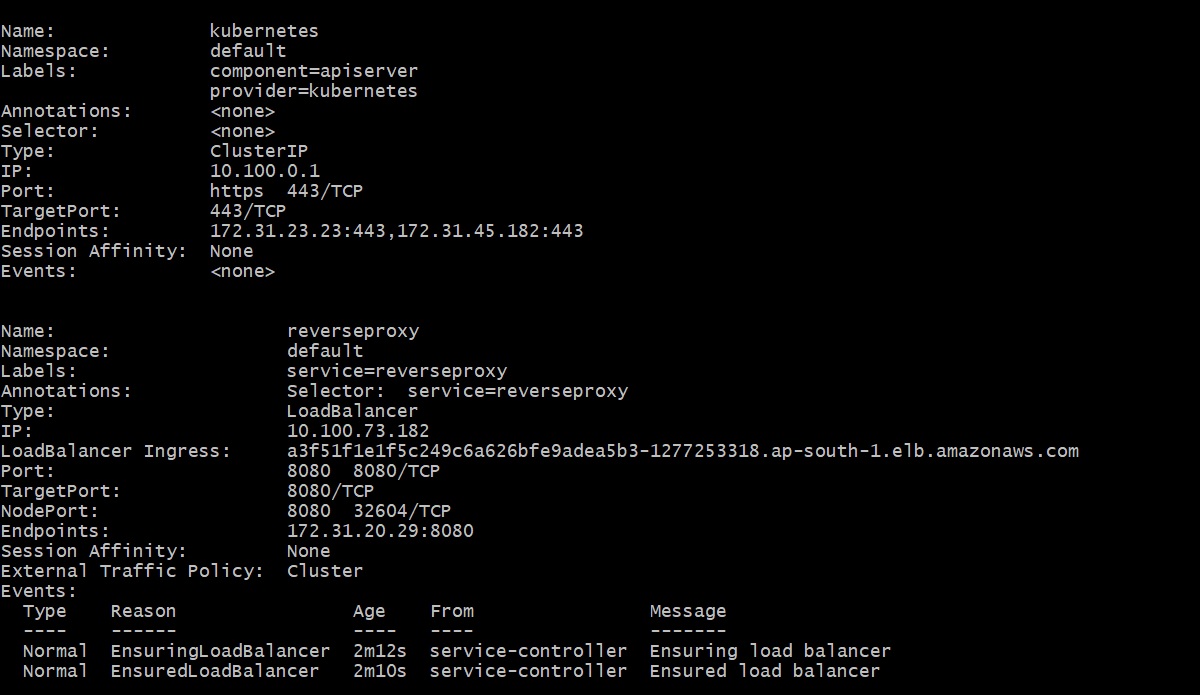 Name:              kubernetes
Namespace:         default
Labels:            component=apiserver
                   provider=kubernetes
Annotations:       <none>
Selector:          <none>
Type:              ClusterIP
IP:                10.100.0.1
Port:              https  443/TCP
TargetPort:        443/TCP
Endpoints:         172.31.23.23:443,172.31.45.182:443
Session Affinity:  None
Events:            <none>
Name:                     reverseproxy
Namespace:                default
Labels:                   service=reverseproxy
Annotations:              Selector:  service=reverseproxy
Type:                     LoadBalancer
IP:                       10.100.73.182
LoadBalancer Ingress:     a3f51f1e1f5c249c6a626bfe9adea5b3-1277253318.ap-south-1.elb.amazonaws.com
Port:                     8080  8080/TCP
TargetPort:               8080/TCP
NodePort:                 8080  32604/TCP
Endpoints:                172.31.20.29:8080
Session Affinity:         None
External Traffic Policy:  Cluster
Events:
  Type    Reason                Age    From                Message
  ----    ------                ----   ----                -------
  Normal  EnsuringLoadBalancer  2m12s  service-controller  Ensuring load balancer
  Normal  EnsuredLoadBalancer   2m10s  service-controller  Ensured load balancer